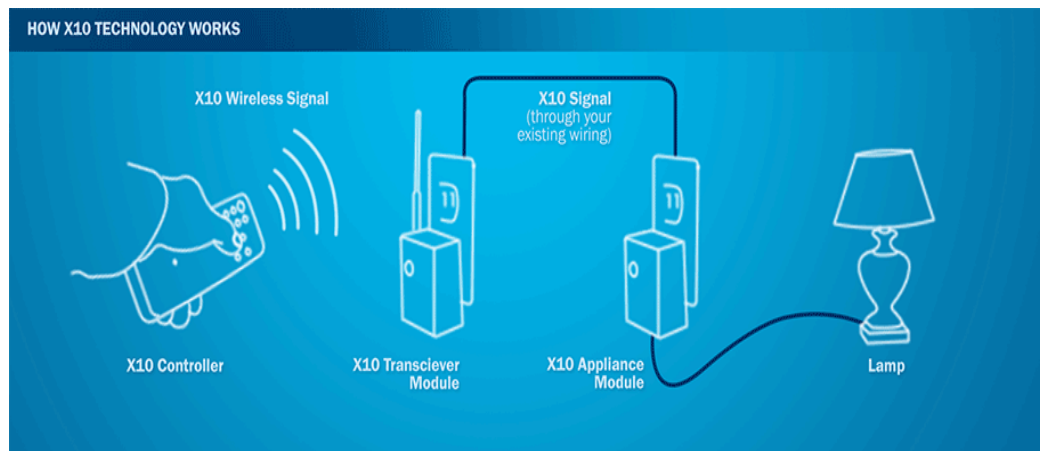 HOW X10 TECHNOLOGY WORKS
X10 Wireless Signal
X10 Signal
(through your
existing wiring)
X10 Controller
X10 Transciever
Module
X10 Appliance
Module
Lamp